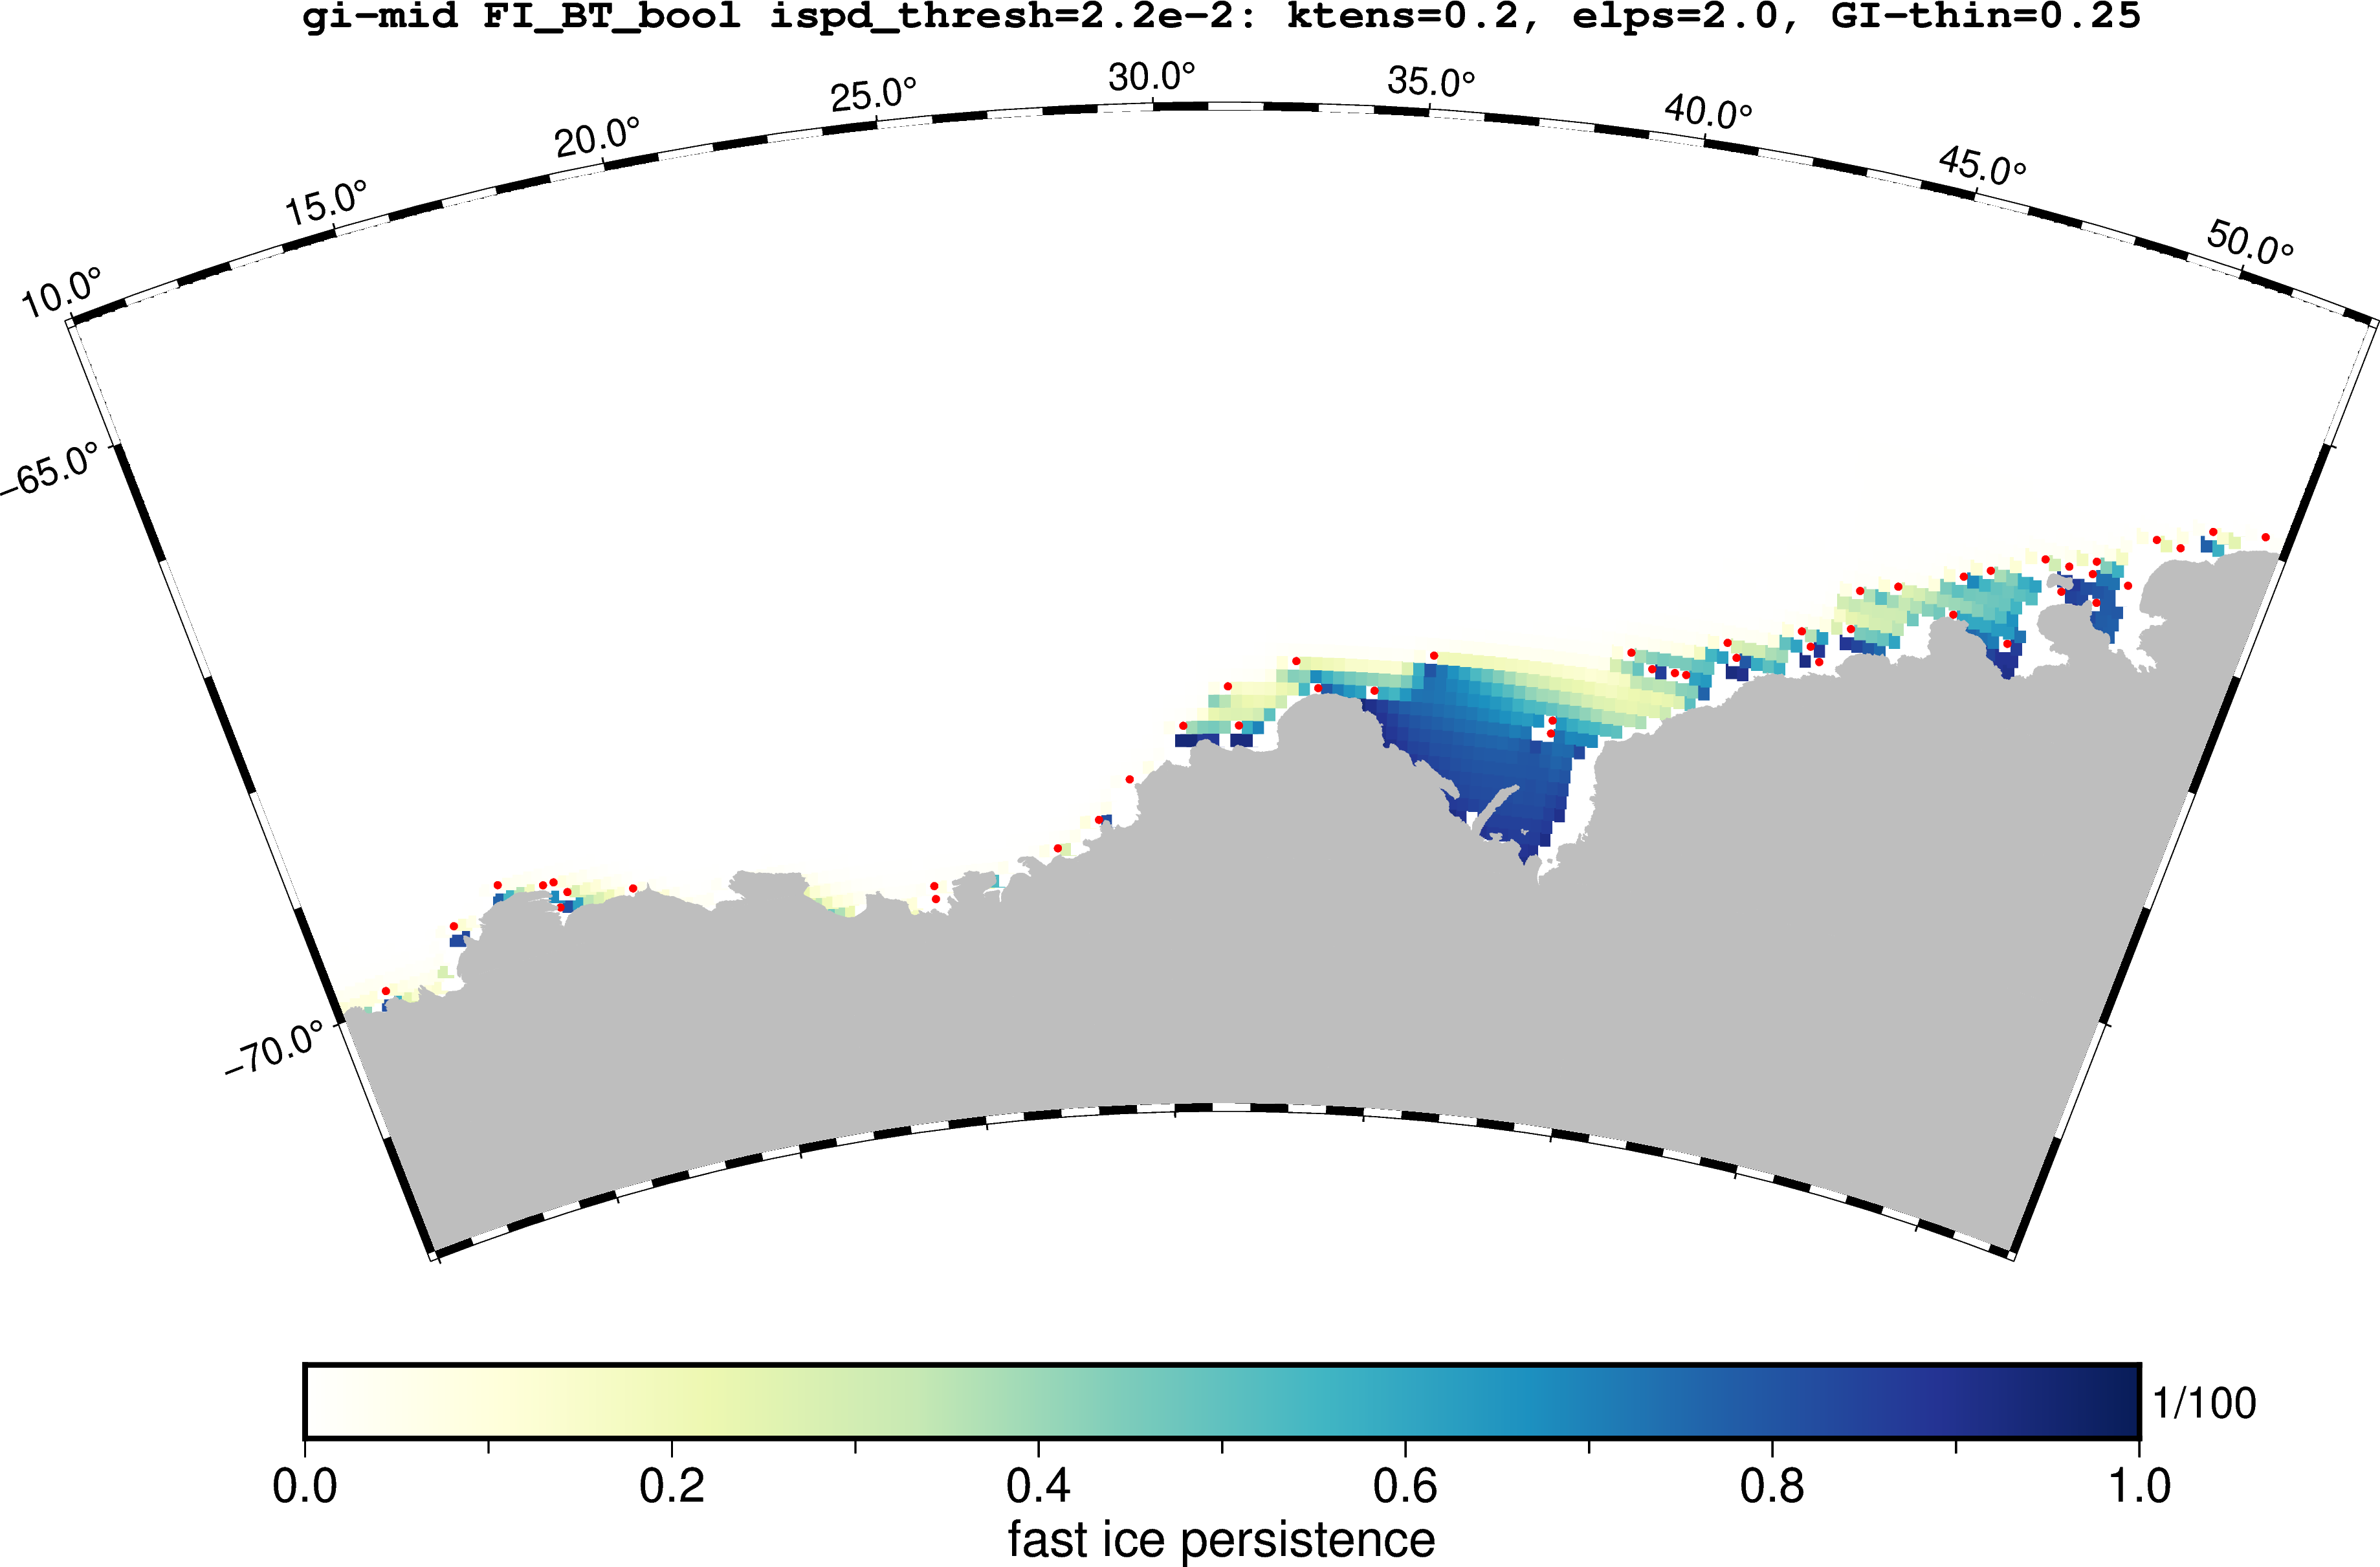 gi-mid FI_BT_bool ispd_thresh=2.2e-2: ktens=0.2, elps=2.0, GI-thin=0.25
10.0° 15.0° 20.0° 25.0° 30.0° 35.0° 40.0° 45.0° 50.0°
-65.0°
-70.0°
1/100
0.0 0.2 0.4 0.6 0.8 1.0
fast ice persistence